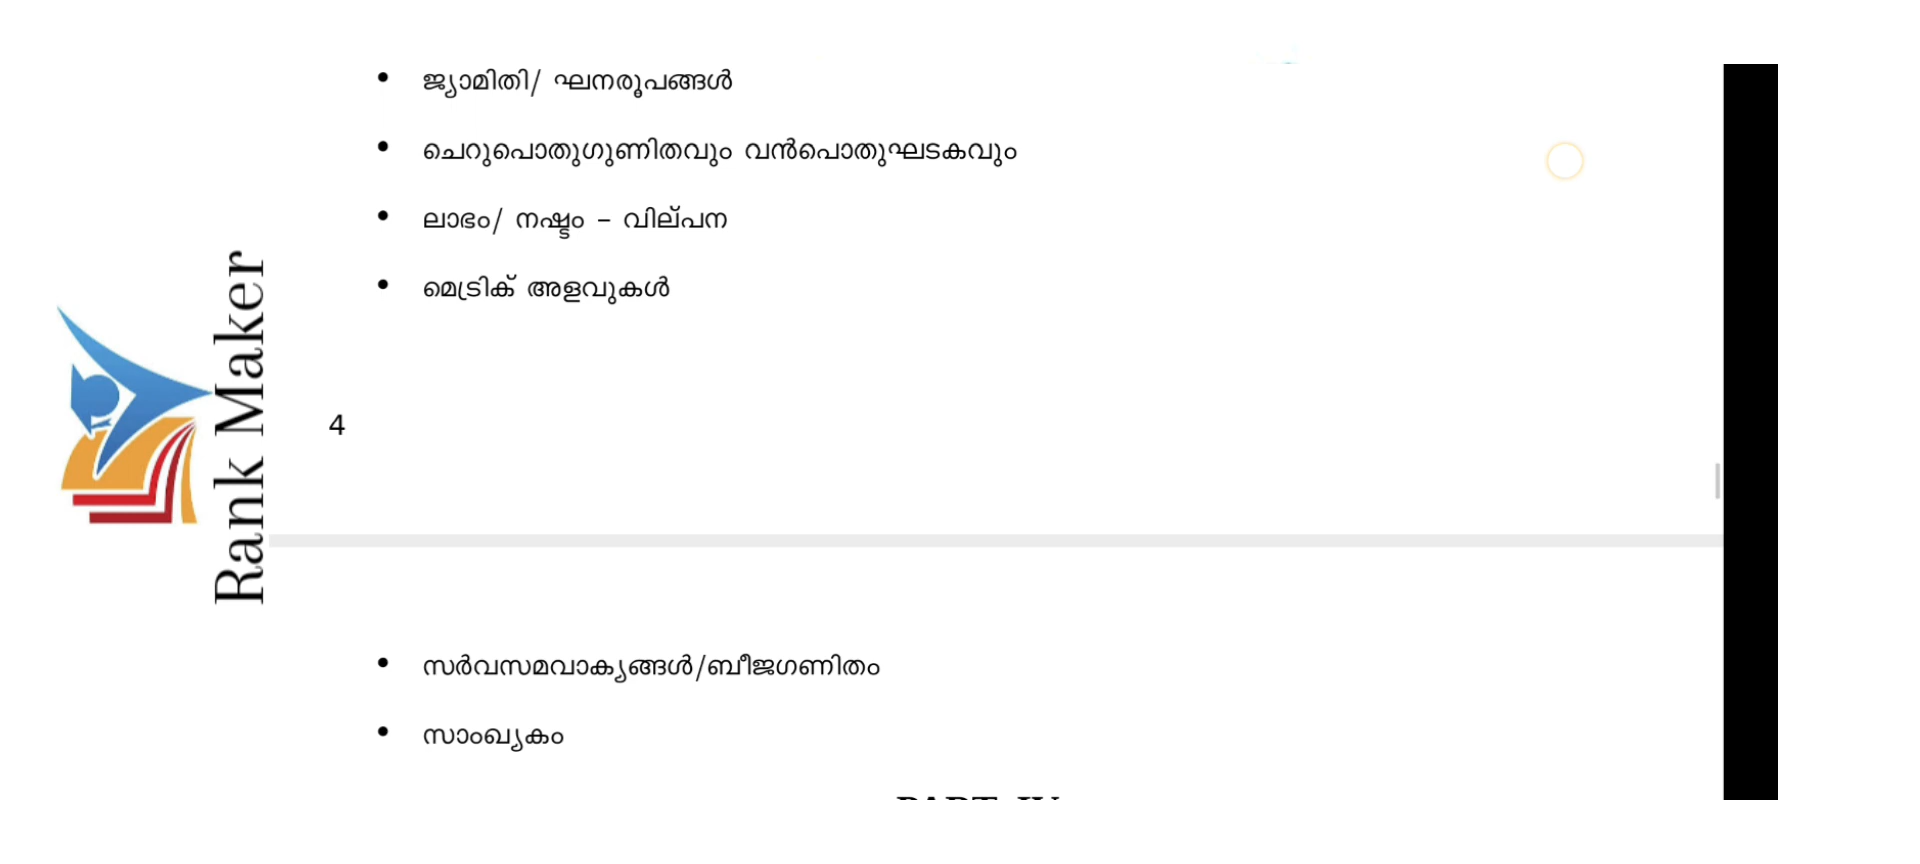 • ജ്യാമിതി/ ഘനരൂപങ്ങൾ
• ചെറുപൊതുഗുണിതവും വൻപൊതുഘടകവും
• ലാഭം/ നഷ്ടം – വില്പന
• മെട്രിക് അളവുകൾ
Rank Maker
4
• സർവസമവാക്യങ്ങൾ/ബീജഗണിതം
• സാംഖ്യകം